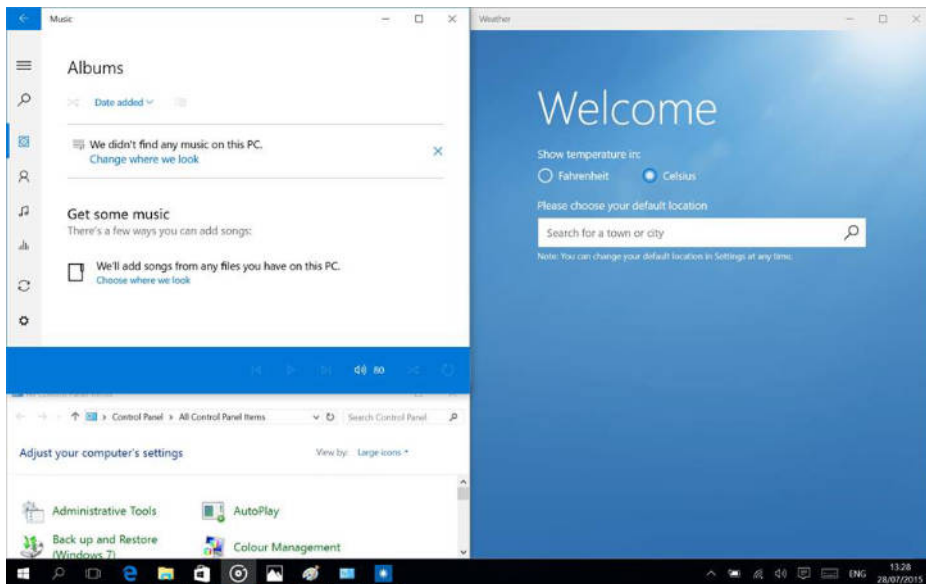 Music
Albums
Date added
We didn't find any music on this PC.
Change where we look
Get some music
There's a few ways you can add songs:
We'll add songs from any files you have on this PC.
Choose where we look
80
Control Panel
All Control Panel Items
Search Control Panel
Adjust your computer's settings
View by: Large icons
Administrative Tools
AutoPlay
Back up and Restore
(Windows 7)
Colour Management
Weather
Welcome
Show temperature in:
Fahrenheit
Celsius
Please choose your default location
Search for a town or city
Note: You can change your default location in Settings at any time.
ENG
13:28
28/07/2015